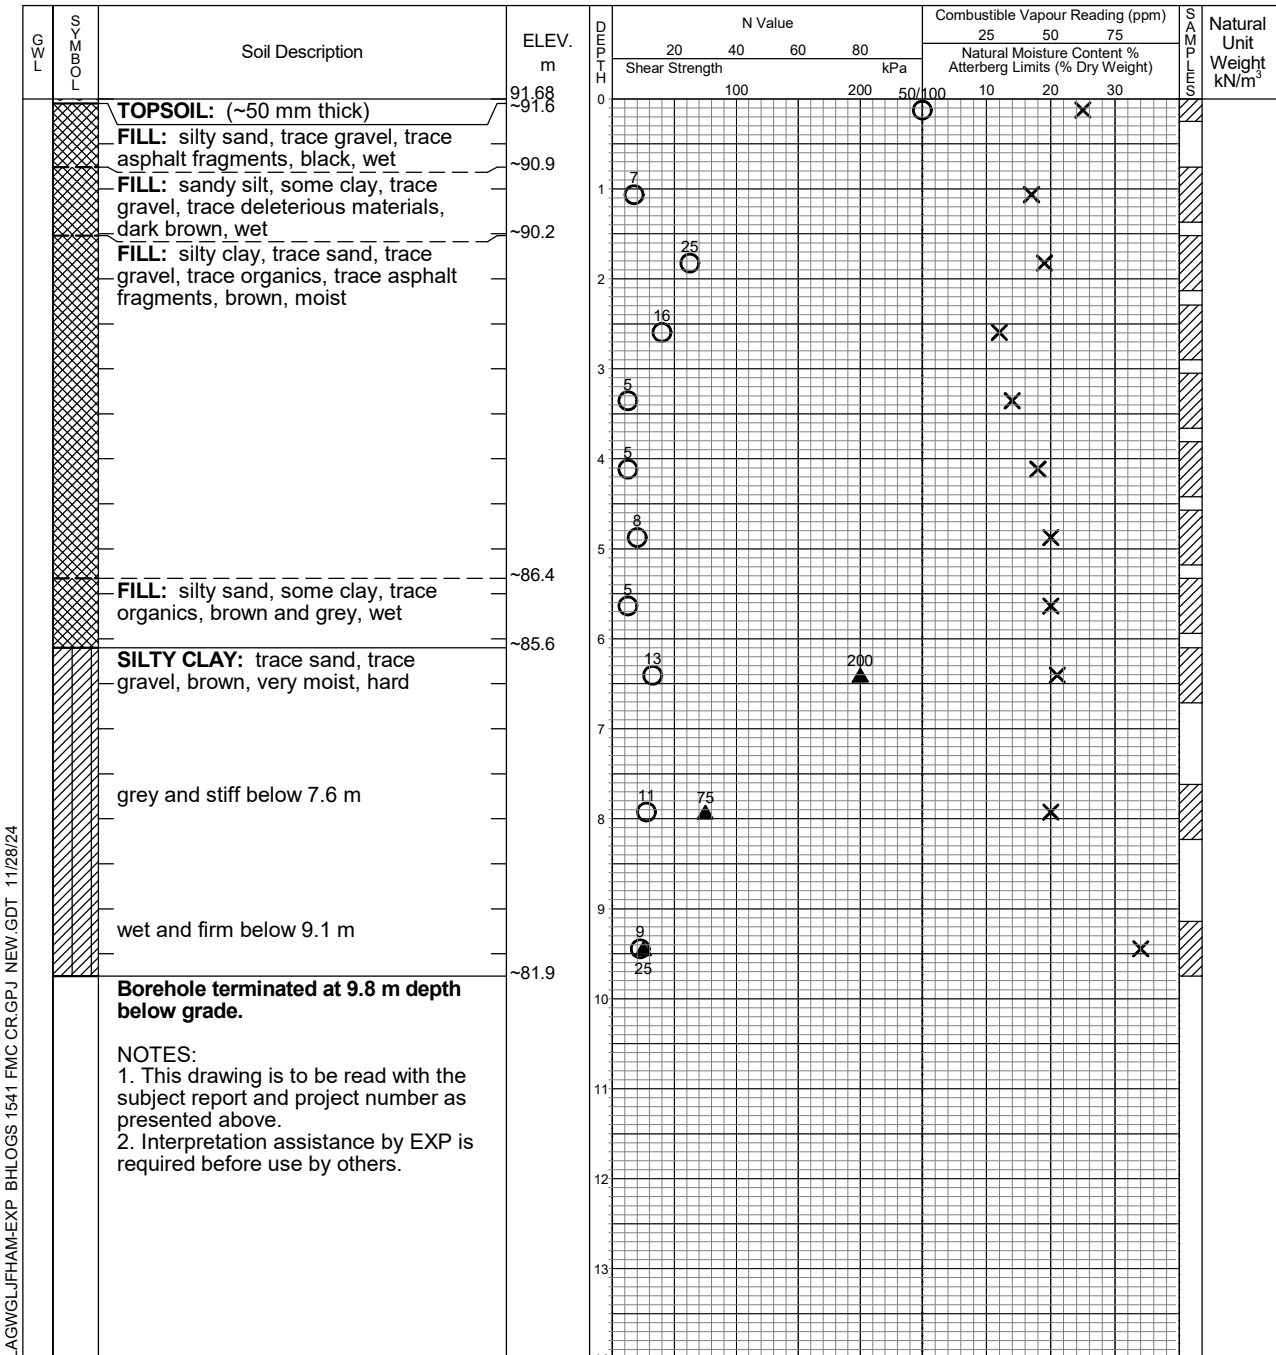 GWL
SYMBOL
Soil Description
ELEV.
m
DEPTH
N Value
20 40 60 80
Shear Strength kPa
100 200
Combustible Vapour Reading (ppm)
25 50 75
Natural Moisture Content %
Atterberg Limits (% Dry Weight)
10 20 30
SAMPLES
Natural
Unit
Weight
kN/m³
91.68
TOPSOIL: (~50 mm thick)
~91.6
0
50/100
FILL: silty sand, trace gravel, trace
asphalt fragments, black, wet
~90.9
FILL: sandy silt, some clay, trace
gravel, trace deleterious materials,
dark brown, wet
7
1
~90.2
FILL: silty clay, trace sand, trace
gravel, trace organics, trace asphalt
fragments, brown, moist
25
2
16
3
5
4
5
8
5
~86.4
FILL: silty sand, some clay, trace
organics, brown and grey, wet
5
6
~85.6
SILTY CLAY: trace sand, trace
gravel, brown, very moist, hard
13 200
7
grey and stiff below 7.6 m
11 75
8
9
wet and firm below 9.1 m
9
25
~81.9
Borehole terminated at 9.8 m depth
below grade.
10
NOTES:
1. This drawing is to be read with the
subject report and project number as
presented above.
2. Interpretation assistance by EXP is
required before use by others.
11
12
13
AGWGLJFHAM-EXP BHLOGS 1541 FMC CR.GPJ NEW.GDT 11/28/24